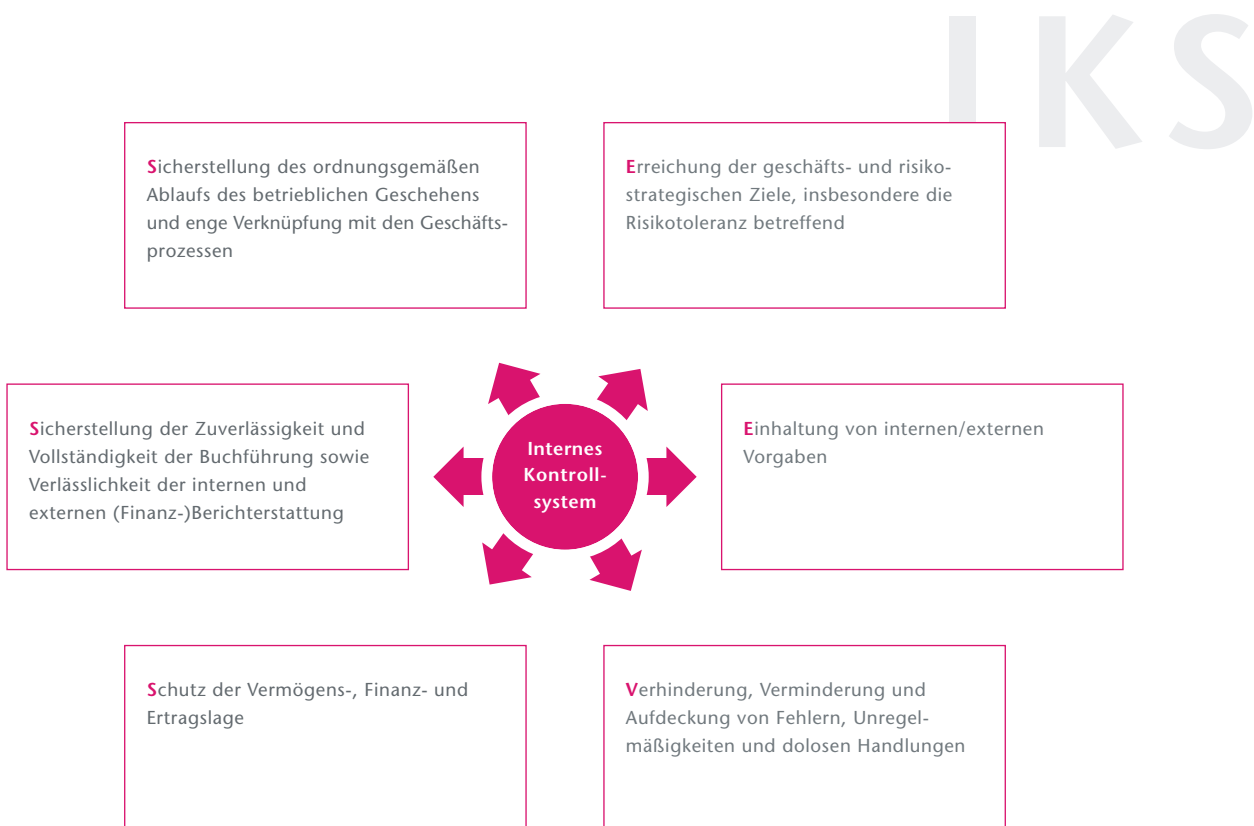 IKS
Sicherstellung des ordnungsgemäßen
Ablaufs des betrieblichen Geschehens
und enge Verknüpfung mit den Geschäfts-
prozessen
Erreichung der geschäfts- und risiko-
strategischen Ziele, insbesondere die
Risikotoleranz betreffend
Sicherstellung der Zuverlässigkeit und
Vollständigkeit der Buchführung sowie
Verlässlichkeit der internen und
externen (Finanz-)Berichterstattung
Internes
Kontroll-
system
Einhaltung von internen/externen
Vorgaben
Schutz der Vermögens-, Finanz- und
Ertragslage
Verhinderung, Verminderung und
Aufdeckung von Fehlern, Unregel-
mäßigkeiten und dolosen Handlungen